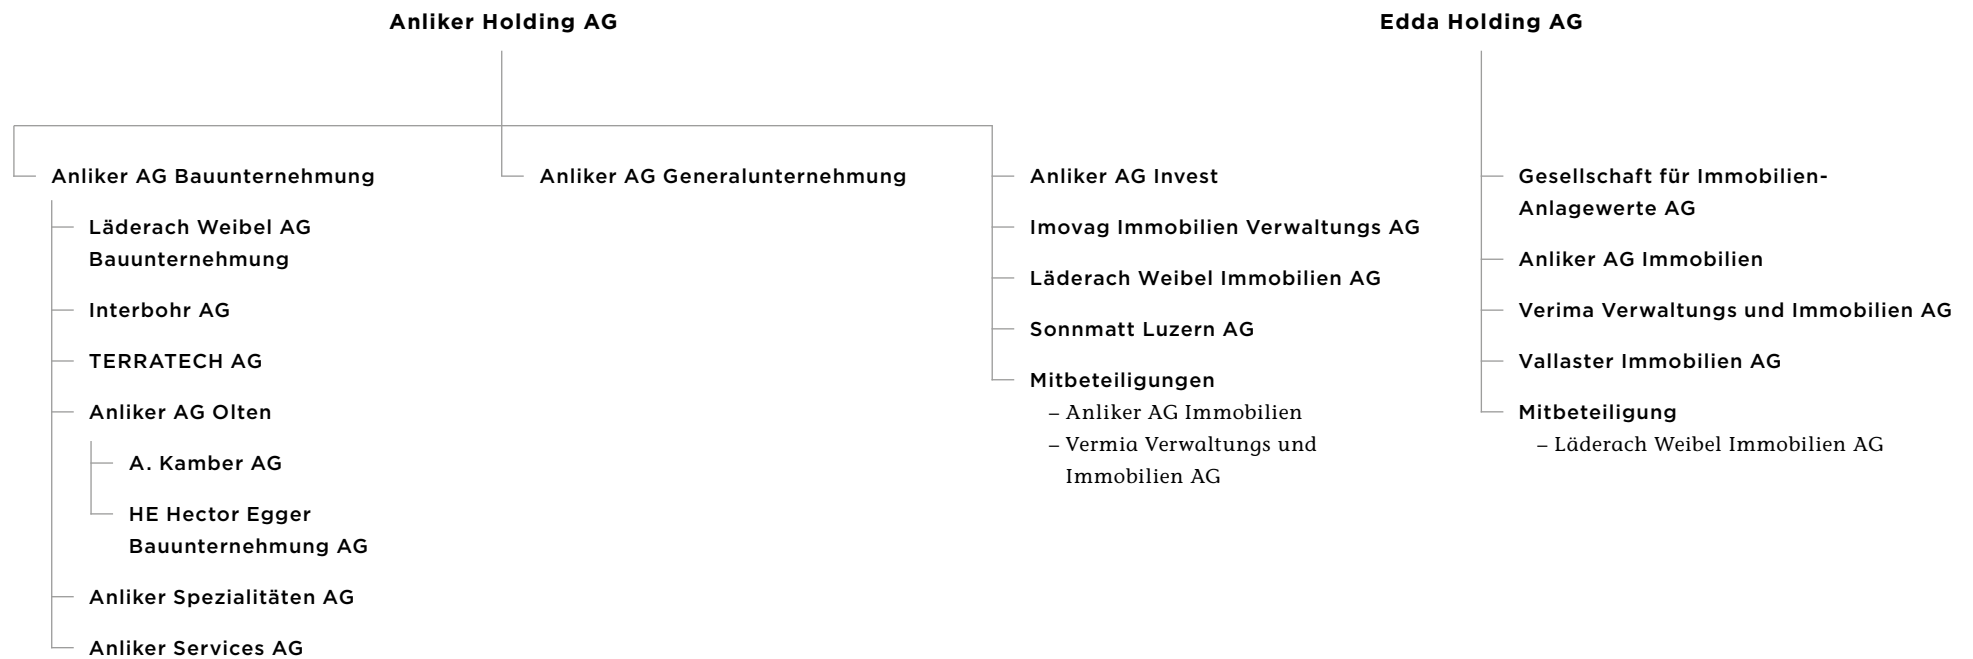 Anliker Holding AG
Anliker AG Bauunternehmung
Läderach Weibel AG
Bauunternehmung
Interbohr AG
TERRATECH AG
Anliker AG Olten
A. Kamber AG
HE Hector Egger
Bauunternehmung AG
Anliker Spezialitäten AG
Anliker Services AG
Anliker AG Generalunternehmung
Anliker AG Invest
Imovag Immobilien Verwaltungs AG
Läderach Weibel Immobilien AG
Sonnmatt Luzern AG
Mitbeteiligungen
– Anliker AG Immobilien
– Vermia Verwaltungs und
Immobilien AG
Edda Holding AG
Gesellschaft für Immobilien-
Anlagewerte AG
Anliker AG Immobilien
Verima Verwaltungs und Immobilien AG
Vallaster Immobilien AG
Mitbeteiligung
– Läderach Weibel Immobilien AG